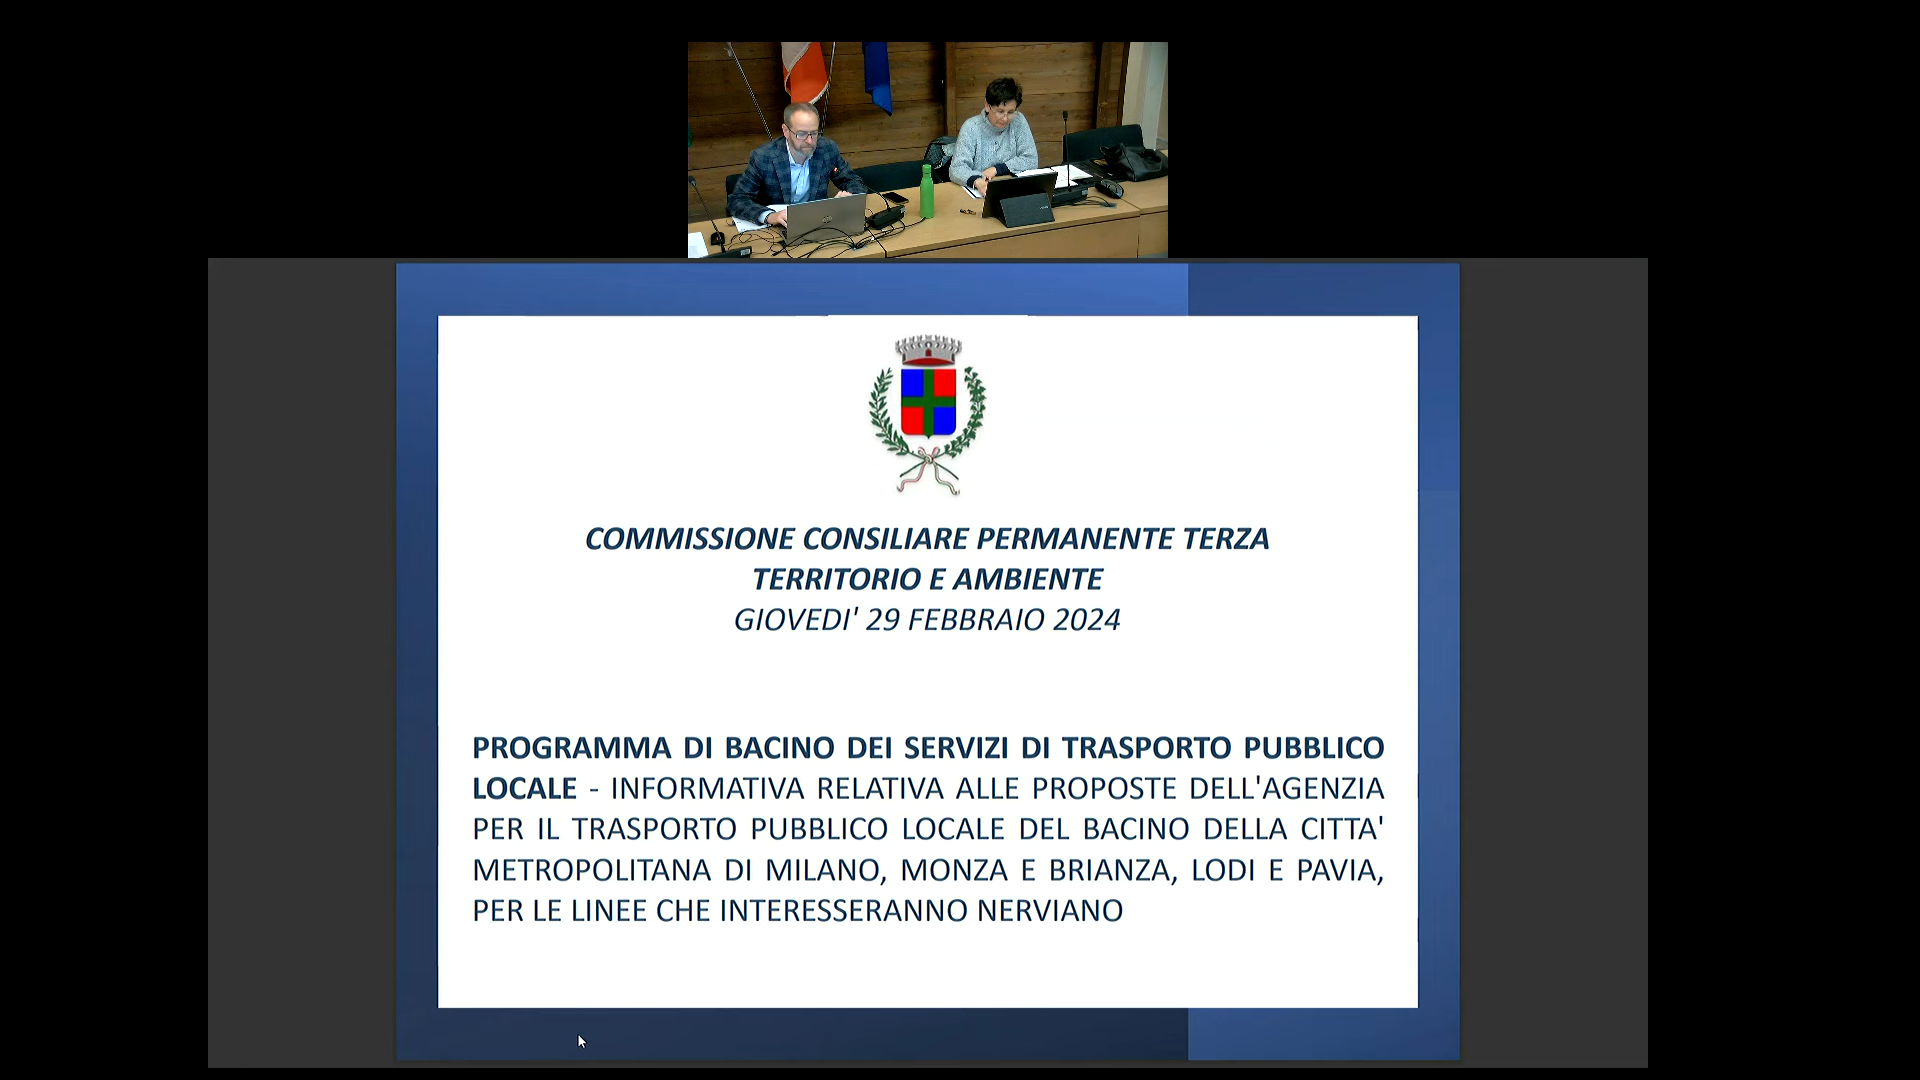 COMMISSIONE CONSILIARE PERMANENTE TERZA
TERRITORIO E AMBIENTE
GIOVEDI' 29 FEBBRAIO 2024
PROGRAMMA DI BACINO DEI SERVIZI DI TRASPORTO PUBBLICO
LOCALE - INFORMATIVA RELATIVA ALLE PROPOSTE DELL'AGENZIA
PER IL TRASPORTO PUBBLICO LOCALE DEL BACINO DELLA CITTA'
METROPOLITANA DI MILANO, MONZA E BRIANZA, LODI E PAVIA,
PER LE LINEE CHE INTERESSERANNO NERVIANO